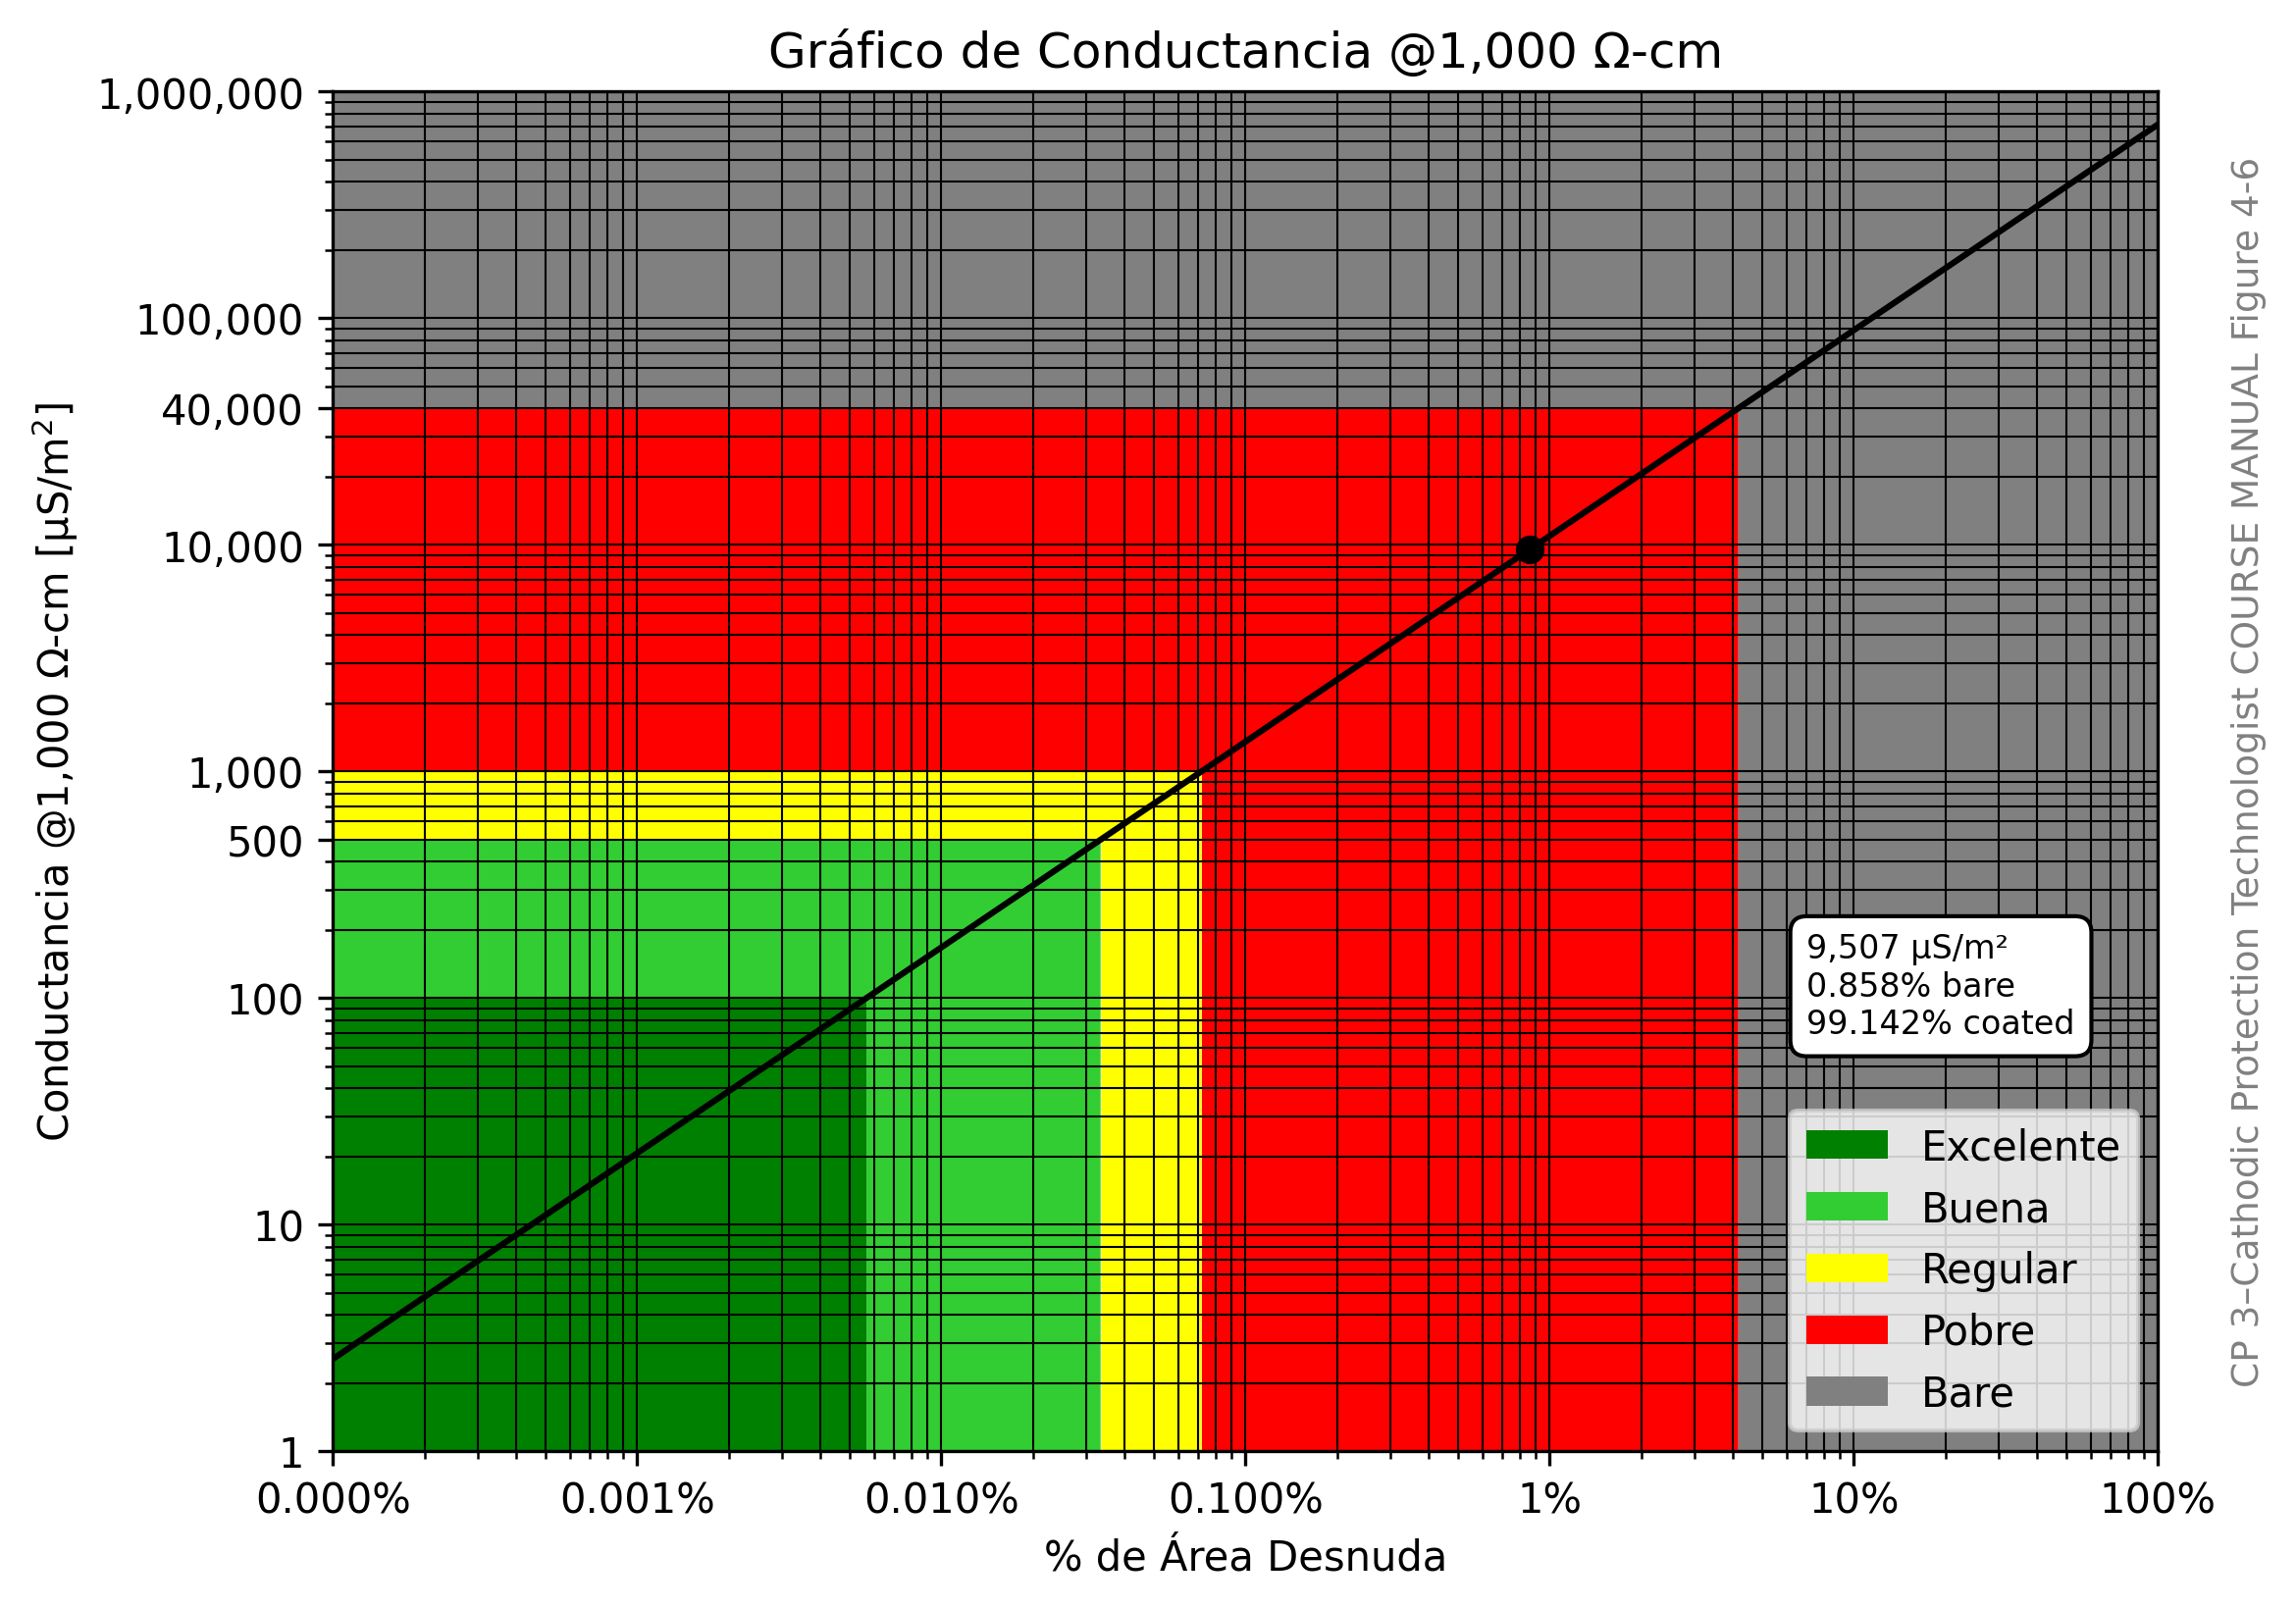 Gráfico de Conductancia @1,000 Ω-cm
1,000,000
100,000
40,000
10,000
1,000
500
100
10
1
Conductancia @1,000 Ω-cm [µS/m²]
0.000%
0.001%
0.010%
0.100%
1%
10%
100%
% de Área Desnuda
9,507 µS/m²
0.858% bare
99.142% coated
Excelente
Buena
Regular
Pobre
Bare
CP 3–Cathodic Protection Technologist COURSE MANUAL Figure 4-6